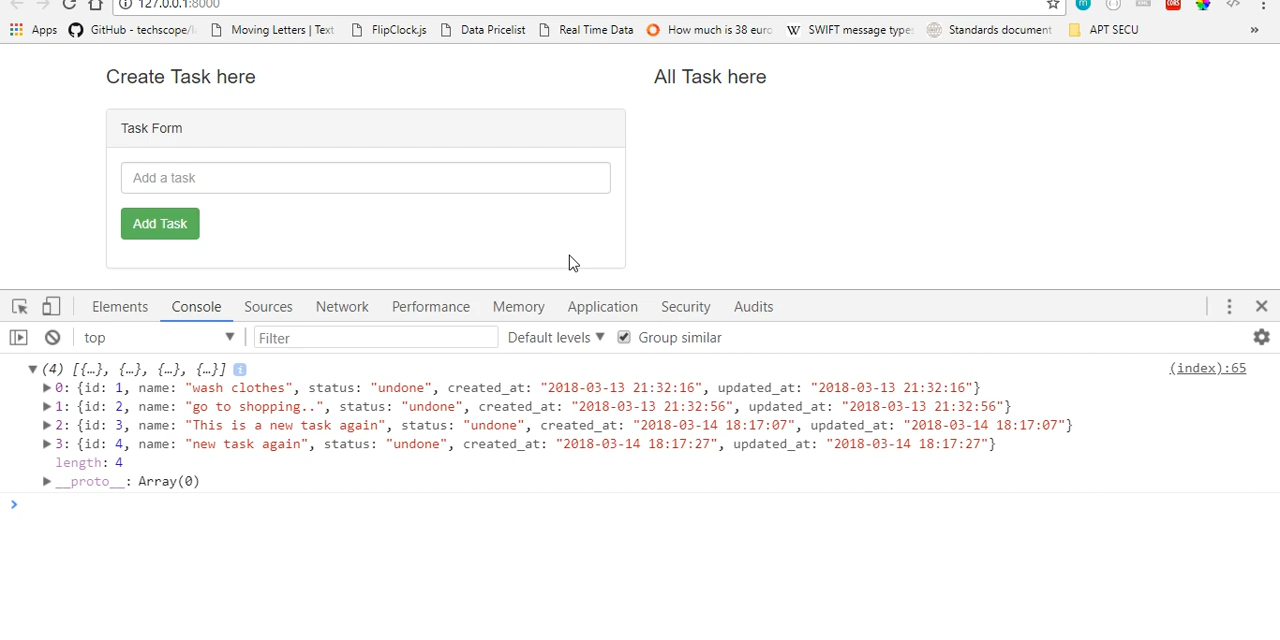 127.0.0.1:8000
Apps GitHub - techscope/ Moving Letters | Text FlipClock.js Data Pricelist Real Time Data How much is 38 euro SWIFT message types Standards document APT SECU »
Create Task here All Task here
Task Form
Add a task
Add Task
Elements Console Sources Network Performance Memory Application Security Audits
top Filter Default levels Group similar
(4) [{…}, {…}, {…}, {…}] (index):65
0: {id: 1, name: "wash clothes", status: "undone", created_at: "2018-03-13 21:32:16", updated_at: "2018-03-13 21:32:16"}
1: {id: 2, name: "go to shopping..", status: "undone", created_at: "2018-03-13 21:32:56", updated_at: "2018-03-13 21:32:56"}
2: {id: 3, name: "This is a new task again", status: "undone", created_at: "2018-03-14 18:17:07", updated_at: "2018-03-14 18:17:07"}
3: {id: 4, name: "new task again", status: "undone", created_at: "2018-03-14 18:17:27", updated_at: "2018-03-14 18:17:27"}
length: 4
__proto__: Array(0)